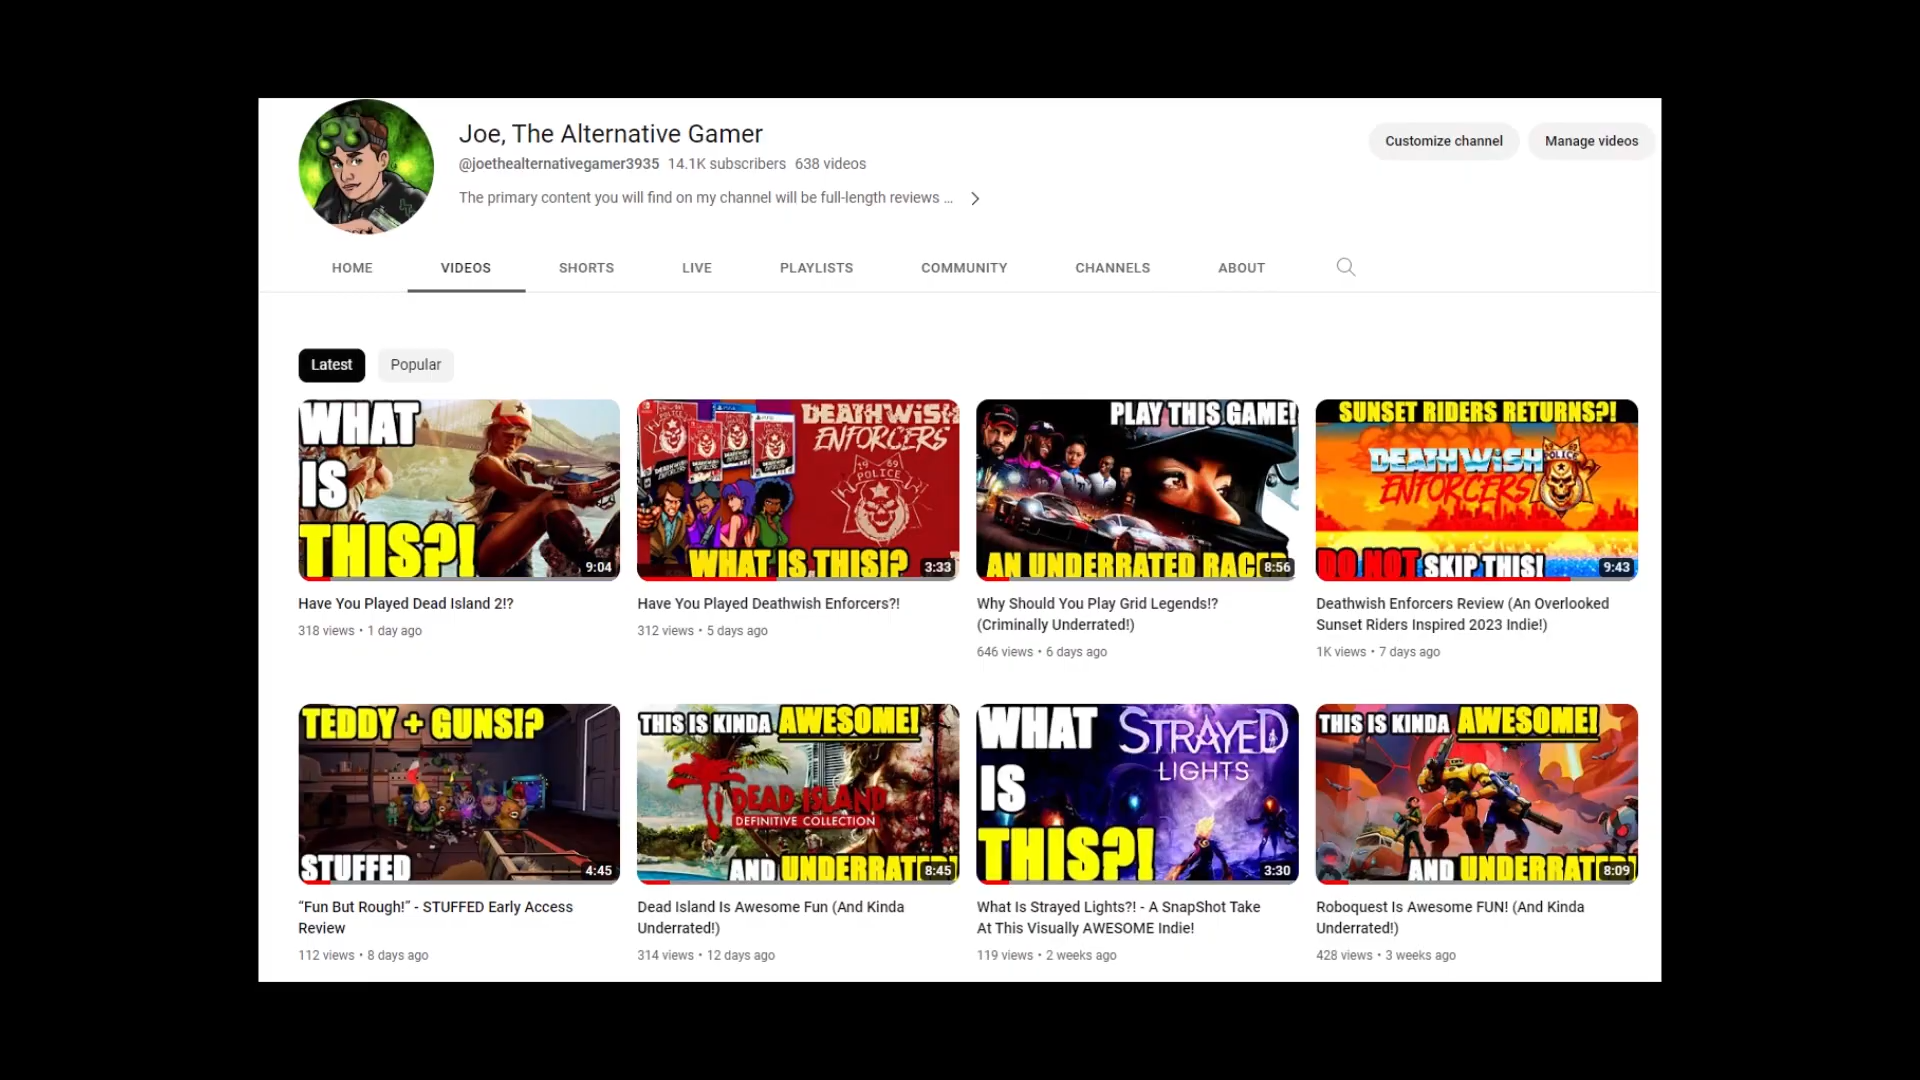 Joe, The Alternative Gamer
@joethealternativegamer3935 14.1K subscribers 638 videos
The primary content you will find on my channel will be full-length reviews ...
Customize channel
Manage videos
HOME
VIDEOS
SHORTS
LIVE
PLAYLISTS
COMMUNITY
CHANNELS
ABOUT
Latest
Popular
WHAT
IS
THIS?!
9:04
Have You Played Dead Island 2!?
318 views • 1 day ago
DEATHWISH
ENFORCERS
1989
POLICE
WHAT IS THIS!?
3:33
Have You Played Deathwish Enforcers?!
312 views • 5 days ago
PLAY THIS GAME!
AN UNDERRATED RACER
8:56
Why Should You Play Grid Legends!?
(Criminally Underrated!)
646 views • 6 days ago
SUNSET RIDERS RETURNS?!
DEATHWISH
ENFORCERS
1989
POLICE
DO NOT SKIP THIS!
9:43
Deathwish Enforcers Review (An Overlooked
Sunset Riders Inspired 2023 Indie!)
1K views • 7 days ago
TEDDY + GUNS!?
STUFFED
4:45
“Fun But Rough!” - STUFFED Early Access
Review
112 views • 8 days ago
THIS IS KINDA AWESOME!
DEAD ISLAND
DEFINITIVE COLLECTION
AND UNDERRATED!
8:45
Dead Island Is Awesome Fun (And Kinda
Underrated!)
314 views • 12 days ago
WHAT
IS
THIS?!
STRAYED
LIGHTS
3:30
What Is Strayed Lights?! - A SnapShot Take
At This Visually AWESOME Indie!
119 views • 2 weeks ago
THIS IS KINDA AWESOME!
AND UNDERRATED!
8:09
Roboquest Is Awesome FUN! (And Kinda
Underrated!)
428 views • 3 weeks ago